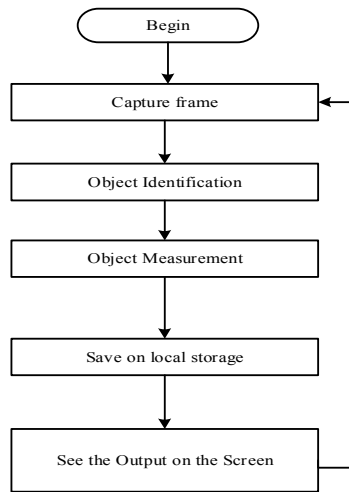 Begin
Capture frame
Object Identification
Object Measurement
Save on local storage
See the Output on the Screen